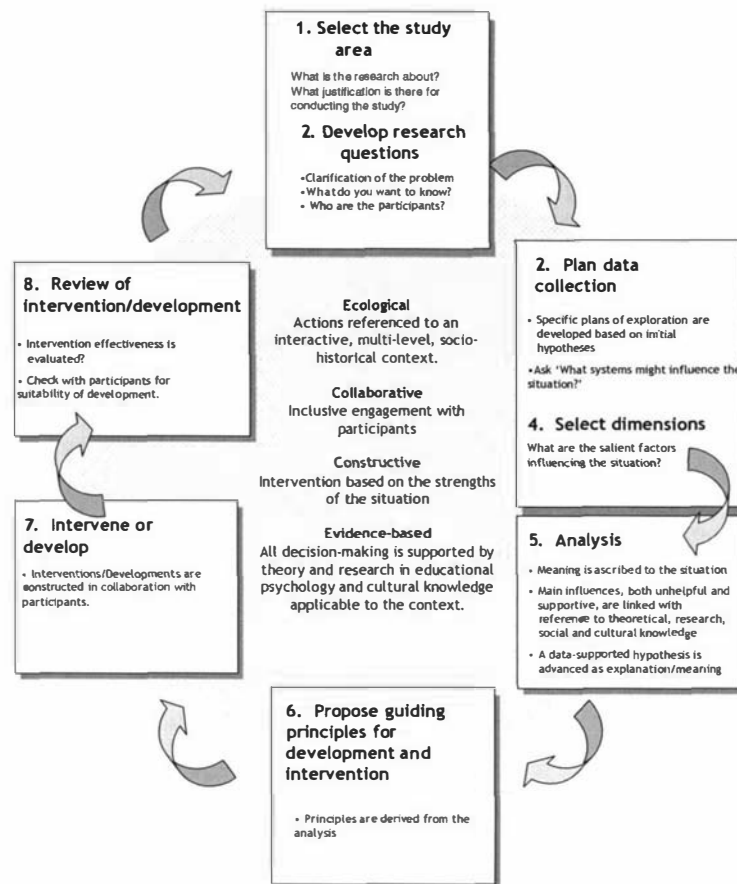 1. Select the study
area
What is the research about?
What justification is there for
conducting the study?
2. Develop research
questions
•Clarification of the problem
•What do you want to know?
• Who are the participants?
2. Plan data
collection
• Specific plans of exploration are
developed based on initial
hypotheses
•Ask 'What systems might influence the
situation?'
4. Select dimensions
What are the salient factors
influencing the situation?
5. Analysis
• Meaning is ascribed to the situation
• Main influences, both unhelpful and
supportive, are linked with
reference to theoretical, research,
social and cultural knowledge
• A data-supported hypothesis is
advanced as explanation/meaning
6. Propose guiding
principles for
development and
intervention
• Principles are derived from the
analysis
7. Intervene or
develop
• Interventions/Developments are
constructed in collaboration with
participants.
8. Review of
intervention/development
• Intervention effectiveness is
evaluated?
• Check with participants for
suitability of development.
Ecological
Actions referenced to an
interactive, multi-level, socio-
historical context.
Collaborative
Inclusive engagement with
participants
Constructive
Intervention based on the strengths
of the situation
Evidence-based
All decision-making is supported by
theory and research in educational
psychology and cultural knowledge
applicable to the context.